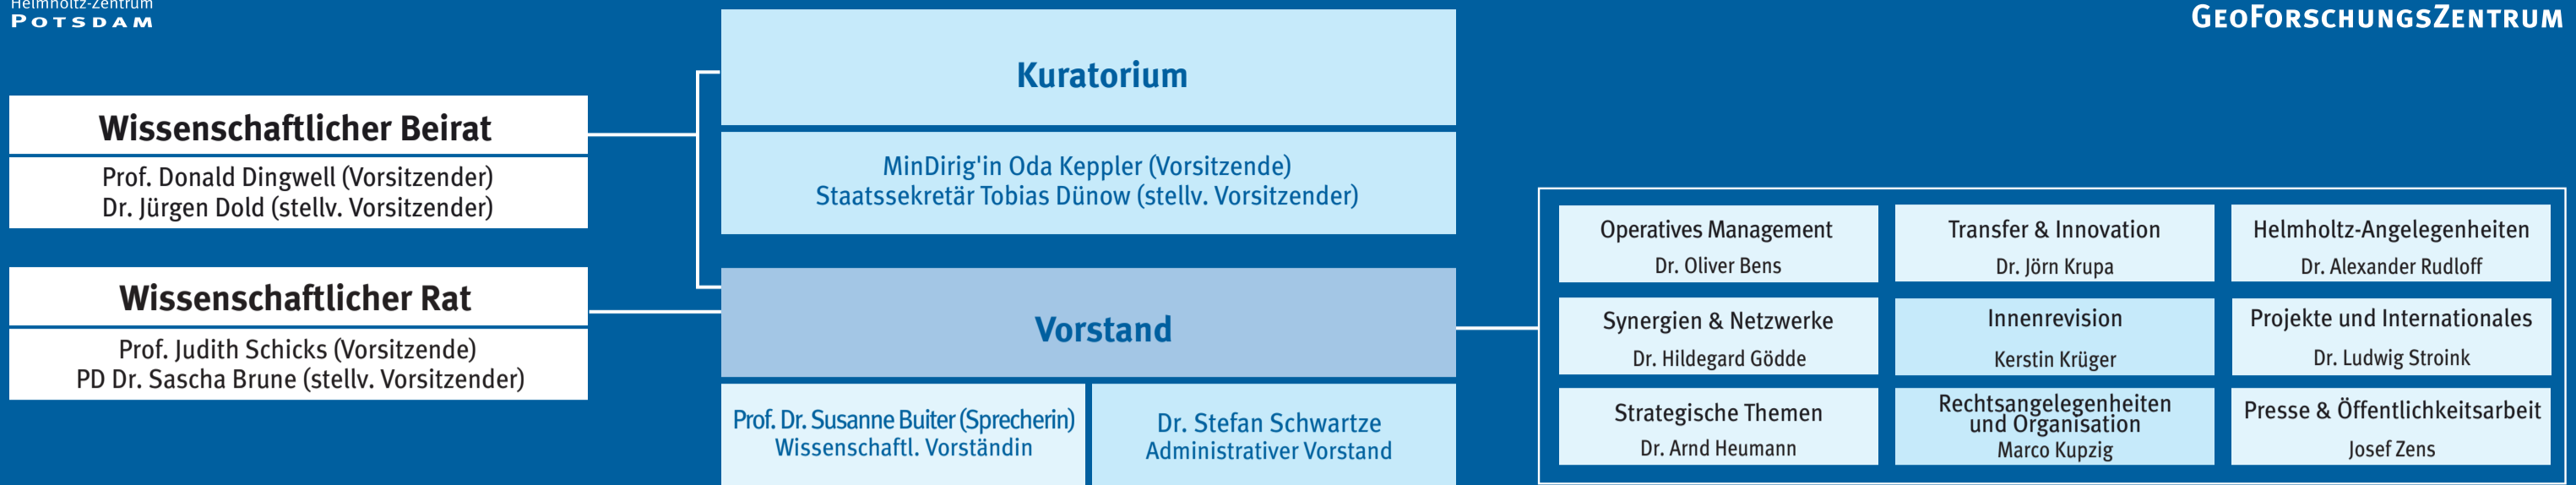 Helmholtz-Zentrum
POTSDAM
GEOFORSCHUNGSZENTRUM
Kuratorium
MinDirig'in Oda Keppler (Vorsitzende)
Staatssekretär Tobias Dünow (stellv. Vorsitzender)
Wissenschaftlicher Beirat
Prof. Donald Dingwell (Vorsitzender)
Dr. Jürgen Dold (stellv. Vorsitzender)
Wissenschaftlicher Rat
Prof. Judith Schicks (Vorsitzende)
PD Dr. Sascha Brune (stellv. Vorsitzender)
Vorstand
Prof. Dr. Susanne Buiter (Sprecherin)
Wissenschaftl. Vorständin
Dr. Stefan Schwartze
Administrativer Vorstand
Operatives Management
Dr. Oliver Bens
Transfer & Innovation
Dr. Jörn Krupa
Helmholtz-Angelegenheiten
Dr. Alexander Rudloff
Synergien & Netzwerke
Dr. Hildegard Gödde
Innenrevision
Kerstin Krüger
Projekte und Internationales
Dr. Ludwig Stroink
Strategische Themen
Dr. Arnd Heumann
Rechtsangelegenheiten
und Organisation
Marco Kupzig
Presse & Öffentlichkeitsarbeit
Josef Zens